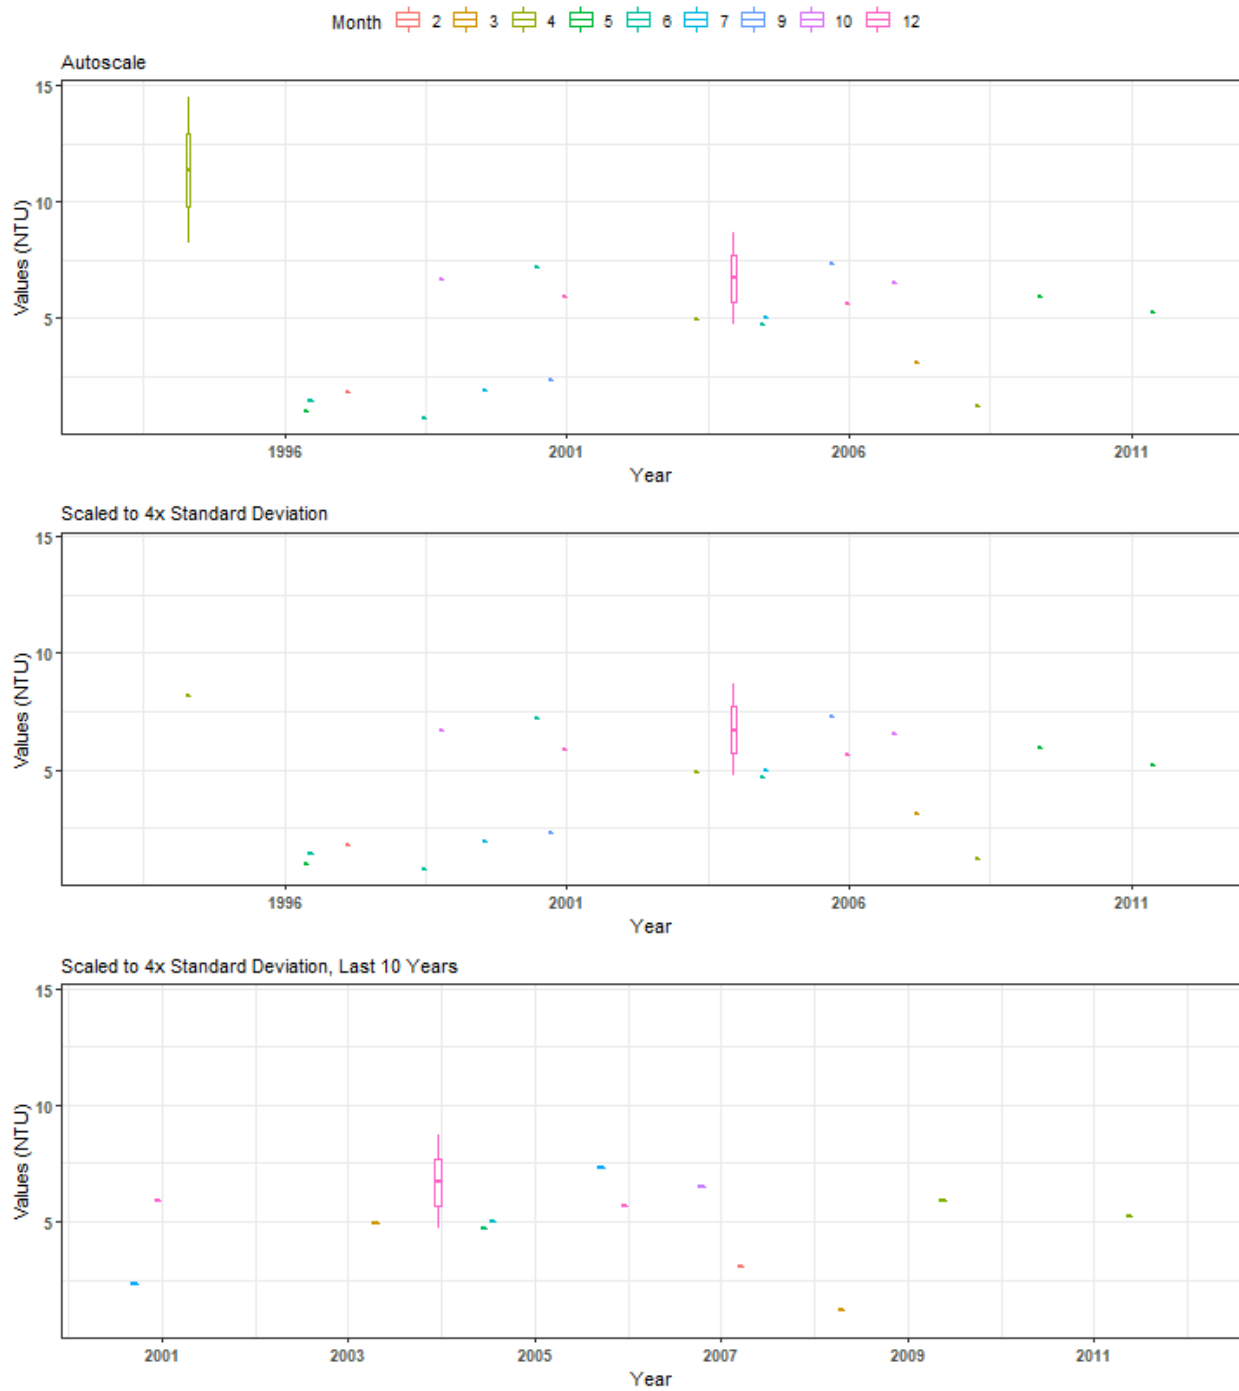 Month 2 3 4 5 6 7 9 10 12
Autoscale
15
10
5
Values (NTU)
1996 2001 2006 2011
Year
Scaled to 4x Standard Deviation
15
10
5
Values (NTU)
1996 2001 2006 2011
Year
Scaled to 4x Standard Deviation, Last 10 Years
15
10
5
Values (NTU)
2001 2003 2005 2007 2009 2011
Year